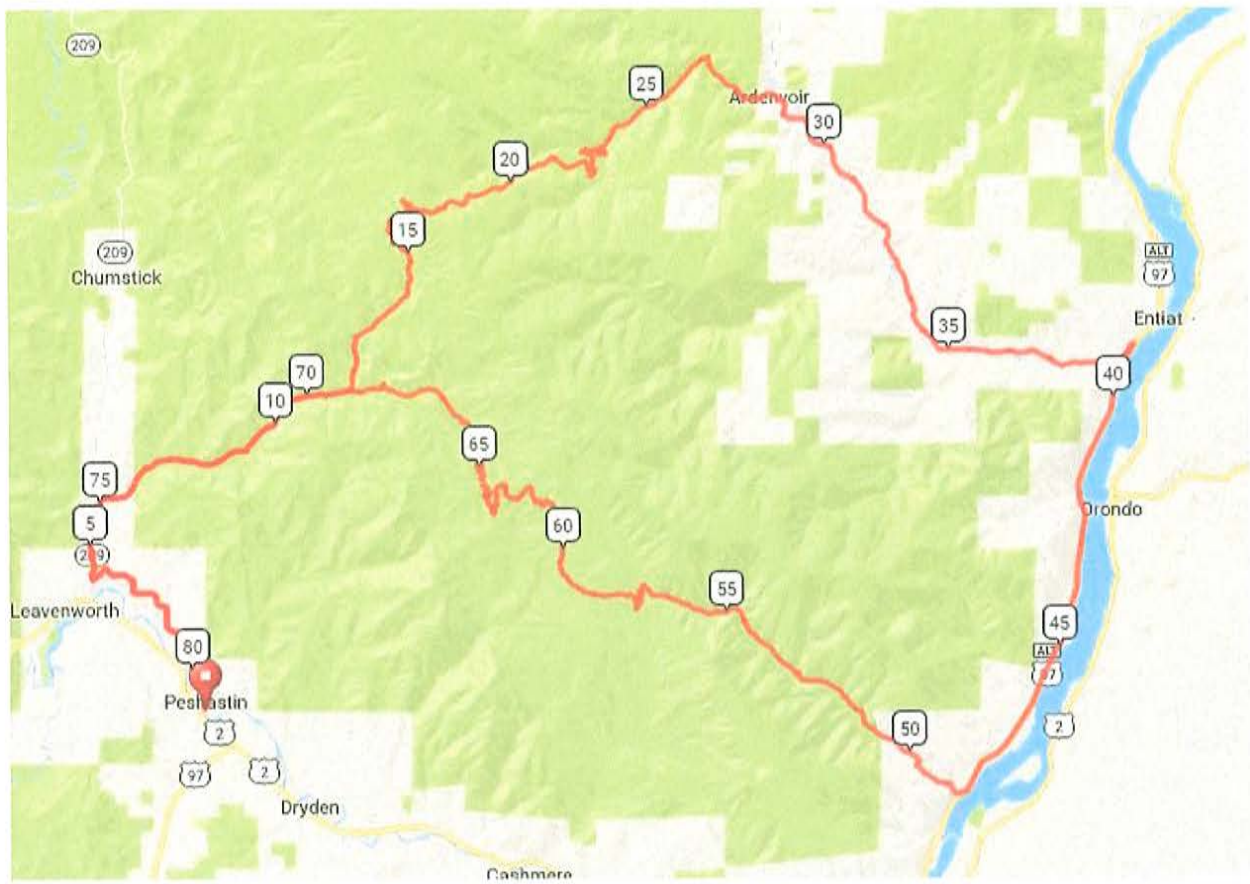 209
25
Ardenvoir
30
20
15
209
ALT
97
Chumstick
Entiat
35
70
40
10
65
75
Orondo
5
60
209
Leavenworth
55
45
80
ALT
97
Peshastin
50
2
2
97
2
Dryden
Cashmere